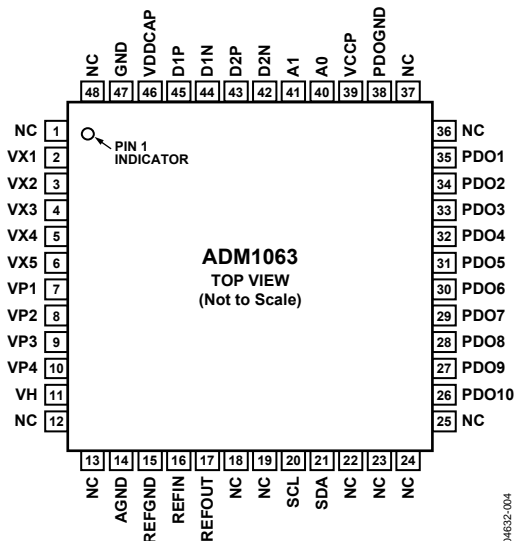 NC GND VDDCAP D1P D1N D2P D2N A1 A0 VCCP PDOGND NC
48 47 46 45 44 43 42 41 40 39 38 37
PIN 1
INDICATOR
NC 1
VX1 2
VX2 3
VX3 4
VX4 5
VX5 6
VP1 7
VP2 8
VP3 9
VP4 10
VH 11
NC 12
ADM1063
TOP VIEW
(Not to Scale)
36 NC
35 PDO1
34 PDO2
33 PDO3
32 PDO4
31 PDO5
30 PDO6
29 PDO7
28 PDO8
27 PDO9
26 PDO10
25 NC
13 14 15 16 17 18 19 20 21 22 23 24
NC AGND REFGND REFIN REFOUT NC NC SCL SDA NC NC NC
04632-004